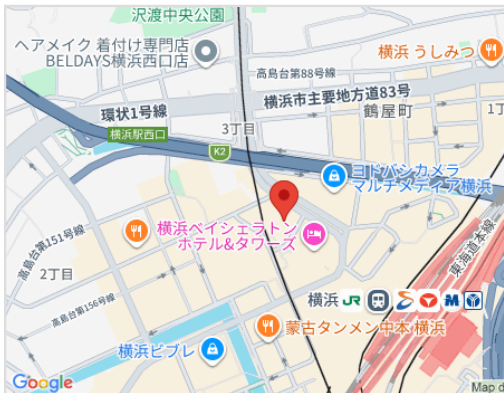 沢渡中央公園
ヘアメイク 着付け専門店
BELDAYS横浜西口店
横浜 うしみつ
高島台第88号線
環状1号線
横浜市主要地方道83号
鶴屋町
1丁
横浜駅西口
3丁目
K2
ヨドバシカメラ
マルチメディア横浜
高島台第151号線
横浜ベイシェラトン
ホテル&タワーズ
東海道本線
2丁目
高島台第156号線
横浜 JR
蒙古タンメン中本 横浜
横浜ビブレ
Google
Map d